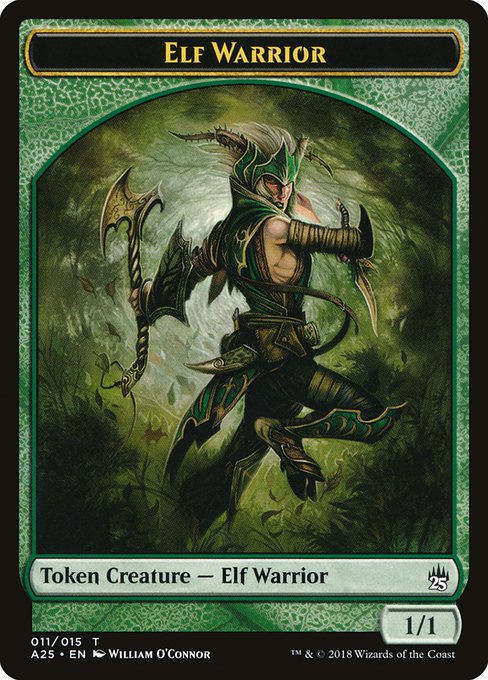 ELF WARRIOR
Token Creature — Elf Warrior
25
1/1
011/015 T
A25 • EN WILLIAM O'CONNOR
™ & © 2018 Wizards of the Coast